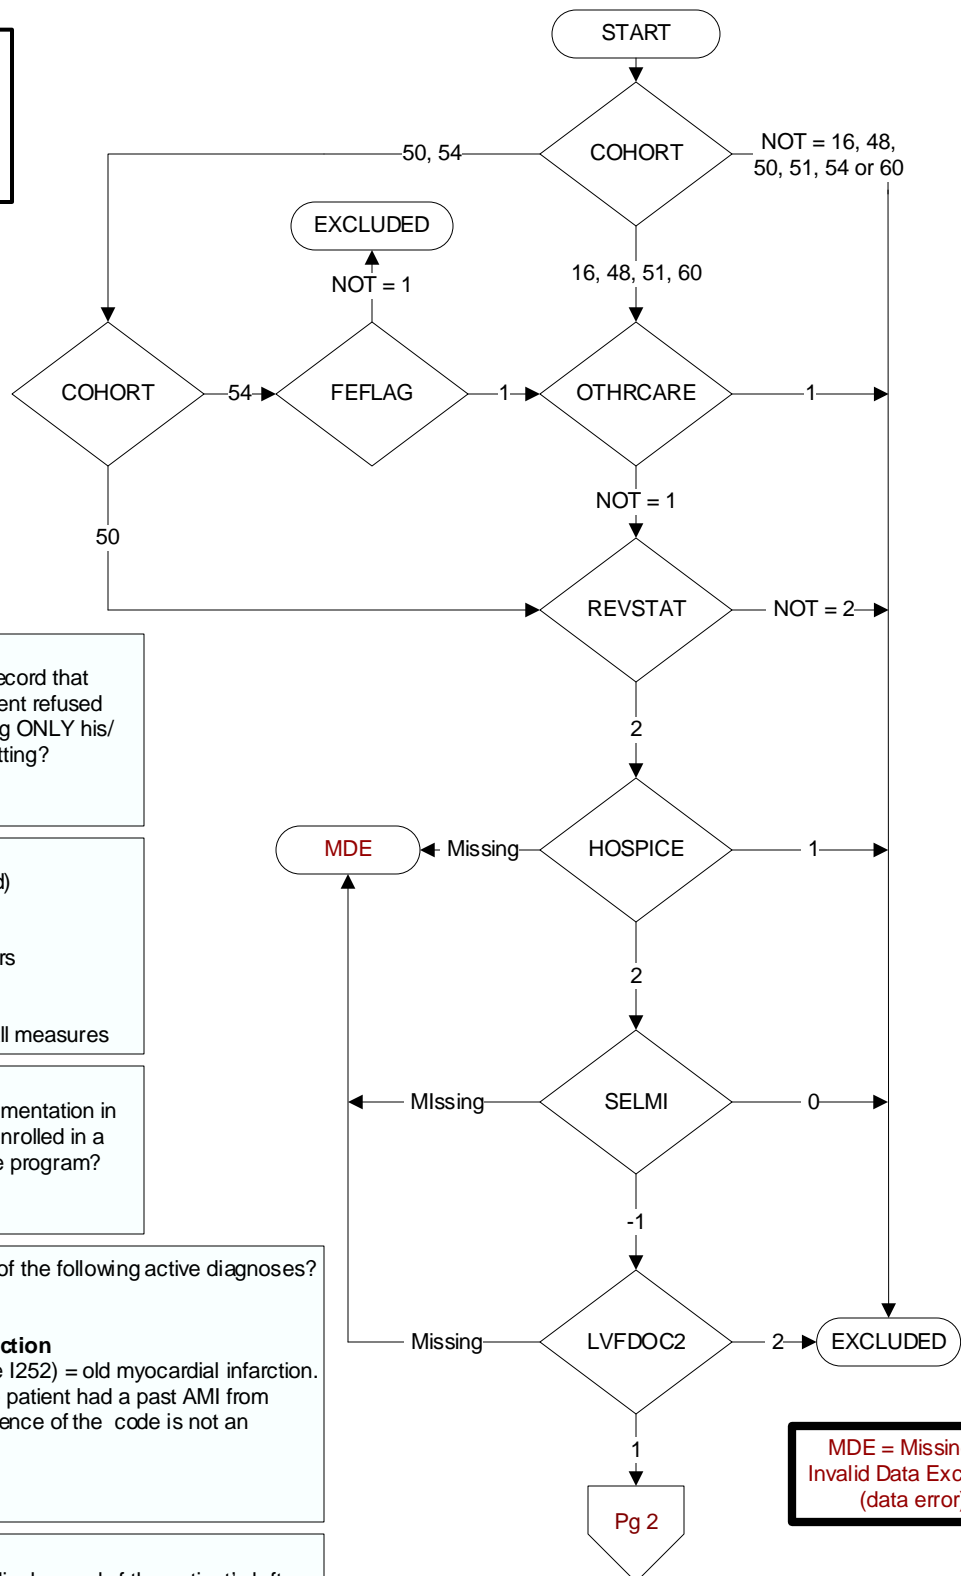 START
COHORT
50, 54
NOT = 16, 48,
50, 51, 54 or 60
EXCLUDED
NOT = 1
16, 48, 51, 60
COHORT
54
FEFLAG
1
OTHRCARE
1
NOT = 1
50
REVSTAT
NOT = 2
ecord that
ent refused
g ONLY his/
tting?
2
d)
rs
ll measures
MDE
Missing
HOSPICE
1
2
mentation in
nrolled in a
e program?
MIssing
SELMI
0
-1
of the following active diagnoses?
ction
e I252) = old myocardial infarction.
patient had a past AMI from
ence of the code is not an
Missing
LVFDOC2
2
EXCLUDED
1
MDE = Missin
Invalid Data Exc
(data error)
Pg 2